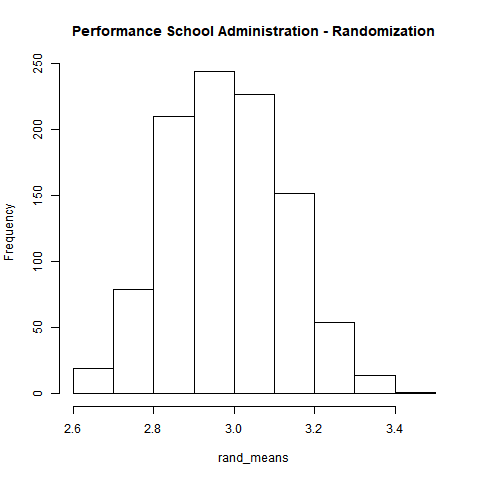 Performance School Administration - Randomization
Frequency
250
200
150
100
50
0
2.6 2.8 3.0 3.2 3.4
rand_means